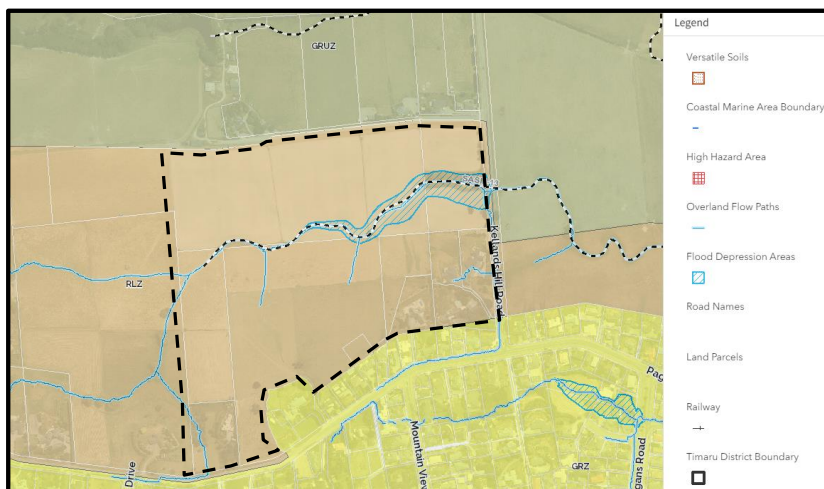 GRUZ
Kellands Hill Road
RLZ
Drive
Mountain View
GRZ
Legend
Versatile Soils
Coastal Marine Area Boundary
High Hazard Area
Overland Flow Paths
Flood Depression Areas
Road Names
Land Parcels
Railway
Timaru District Boundary